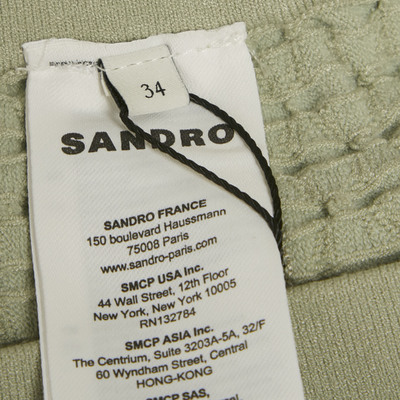 34
SANDRO
SANDRO FRANCE
150 boulevard Haussmann
75008 Paris
www.sandro-paris.com
SMCP USA Inc.
44 Wall Street, 12th Floor
New York, New York 10005
RN132784
SMCP ASIA Inc.
The Centrium, Suite 3203A-5A, 32/F
60 Wyndham Street, Central
HONG-KONG
SMCP SAS,